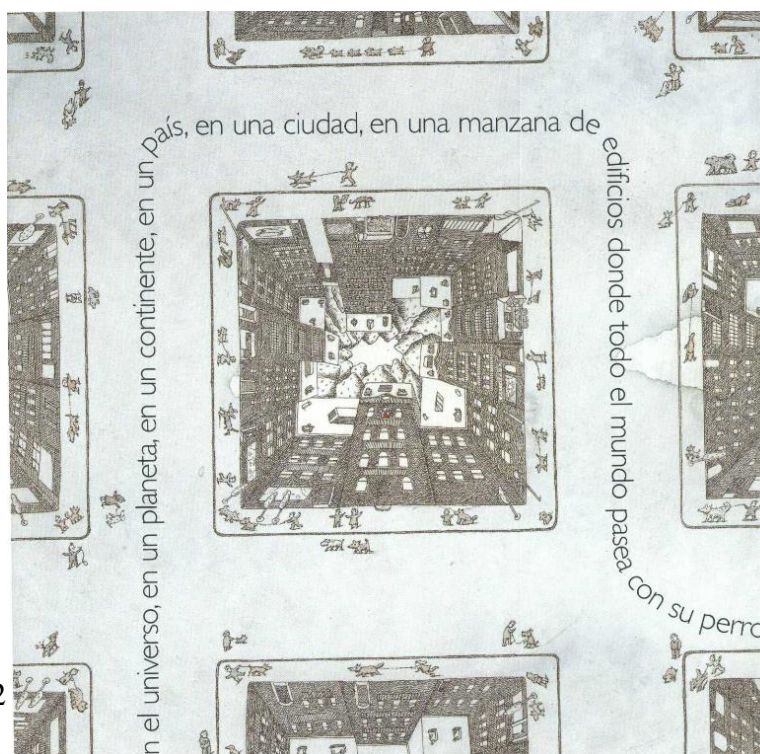 n el universo, en un planeta, en un continente, en un país, en una ciudad, en una manzana de edificios donde todo el mundo pasea con su perro
2